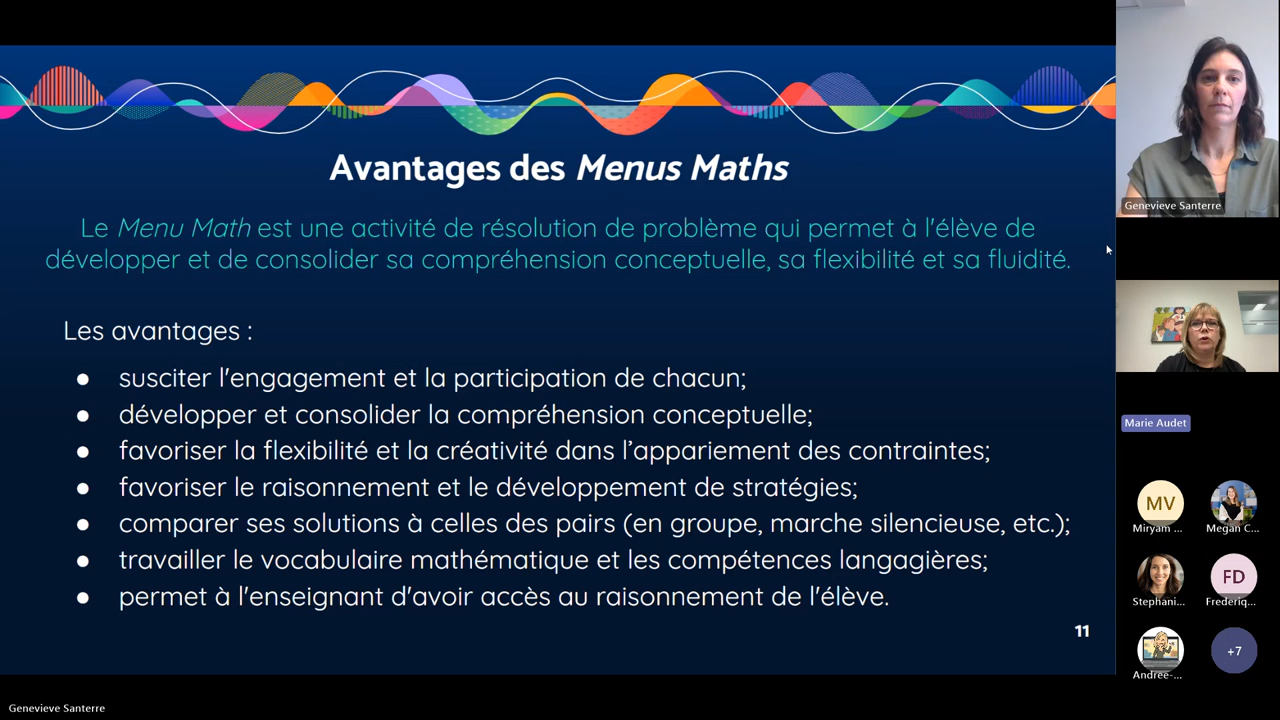 Avantages des Menus Maths
Le Menu Math est une activité de résolution de problème qui permet à l'élève de
développer et de consolider sa compréhension conceptuelle, sa flexibilité et sa fluidité.
Les avantages :
● susciter l'engagement et la participation de chacun;
● développer et consolider la compréhension conceptuelle;
● favoriser la flexibilité et la créativité dans l’appariement des contraintes;
● favoriser le raisonnement et le développement de stratégies;
● comparer ses solutions à celles des pairs (en groupe, marche silencieuse, etc.);
● travailler le vocabulaire mathématique et les compétences langagières;
● permet à l'enseignant d'avoir accès au raisonnement de l'élève.
11
Genevieve Santerre
Marie Audet
MV
Miryam ...
Megan C...
Stephani...
FD
Frederiq...
Andrée-...
+7
Genevieve Santerre